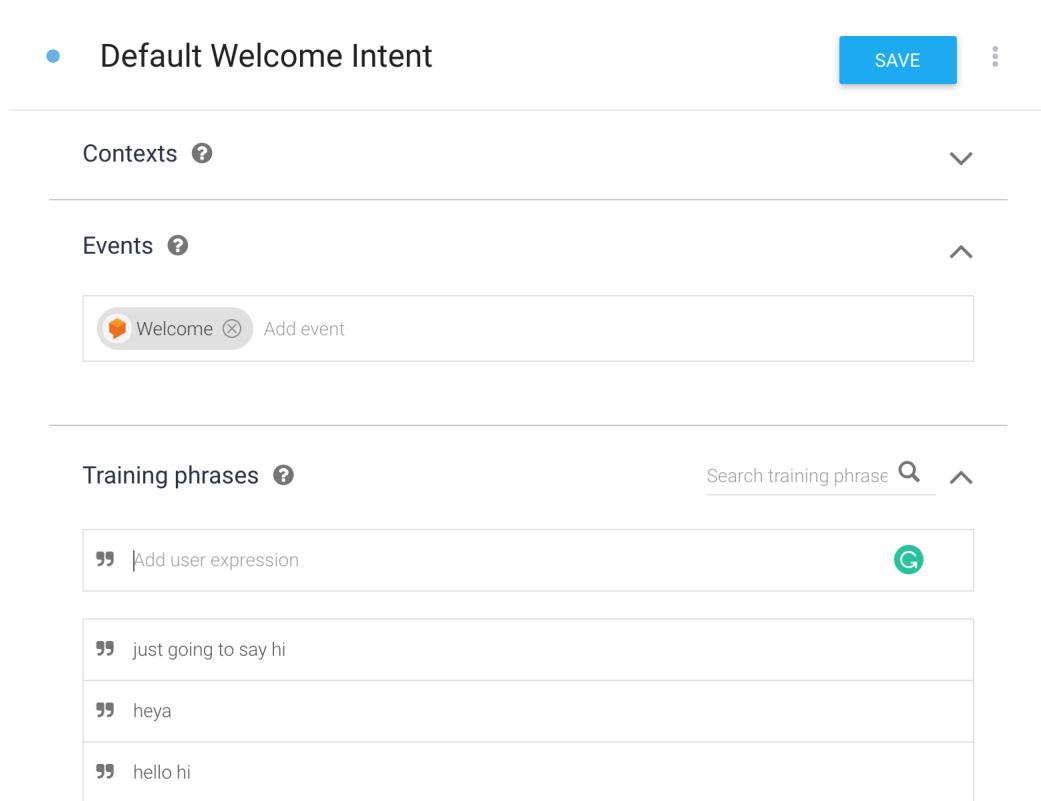 Default Welcome Intent
SAVE
Contexts
Events
Welcome Add event
Training phrases
Search training phrase
Add user expression
just going to say hi
heya
hello hi